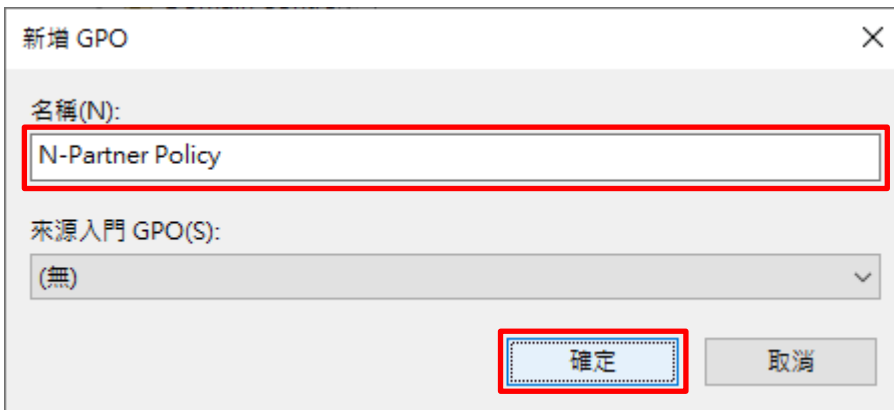 新增 GPO
名稱(N):
N-Partner Policy
來源入門 GPO(S):
(無)
確定
取消